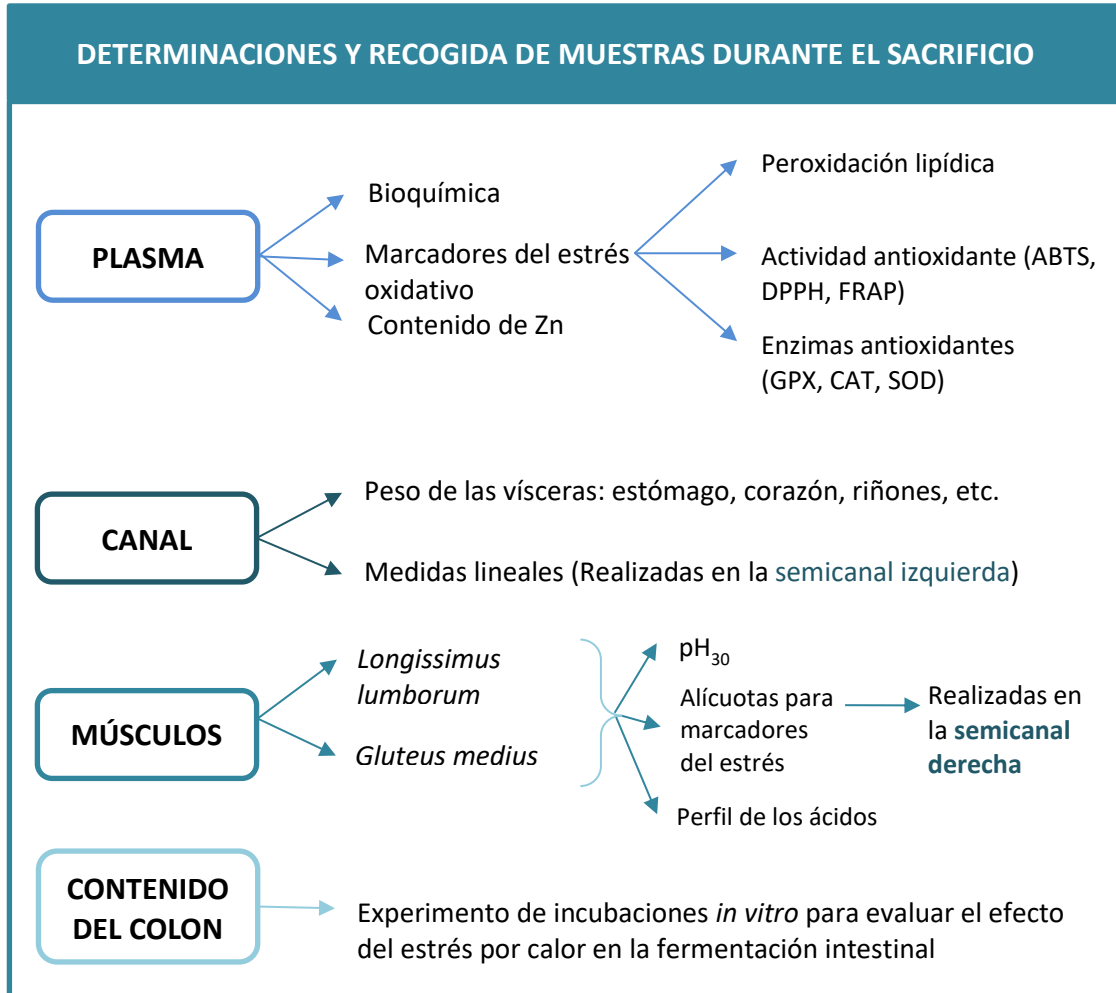 DETERMINACIONES Y RECOGIDA DE MUESTRAS DURANTE EL SACRIFICIO
PLASMA
Bioquímica
Marcadores del estrés
oxidativo
Contenido de Zn
Peroxidación lipídica
Actividad antioxidante (ABTS,
DPPH, FRAP)
Enzimas antioxidantes
(GPX, CAT, SOD)
CANAL
Peso de las vísceras: estómago, corazón, riñones, etc.
Medidas lineales (Realizadas en la semicanal izquierda)
MÚSCULOS
Longissimus
lumborum
Gluteus medius
pH30
Alícuotas para
marcadores
del estrés
Perfil de los ácidos
Realizadas en
la semicanal
derecha
CONTENIDO
DEL COLON
Experimento de incubaciones in vitro para evaluar el efecto
del estrés por calor en la fermentación intestinal